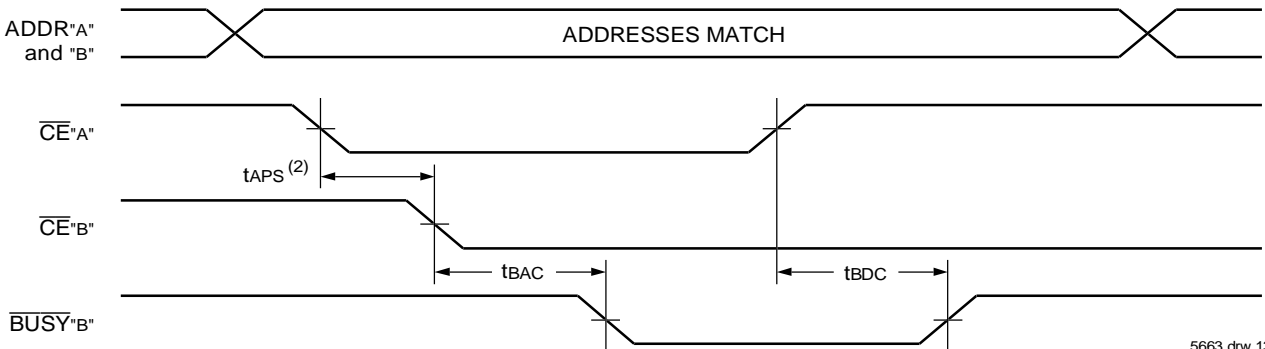 ADDR"A"
and "B"
ADDRESSES MATCH
CE"A"
tAPS (2)
CE"B"
tBAC
tBDC
BUSY"B"